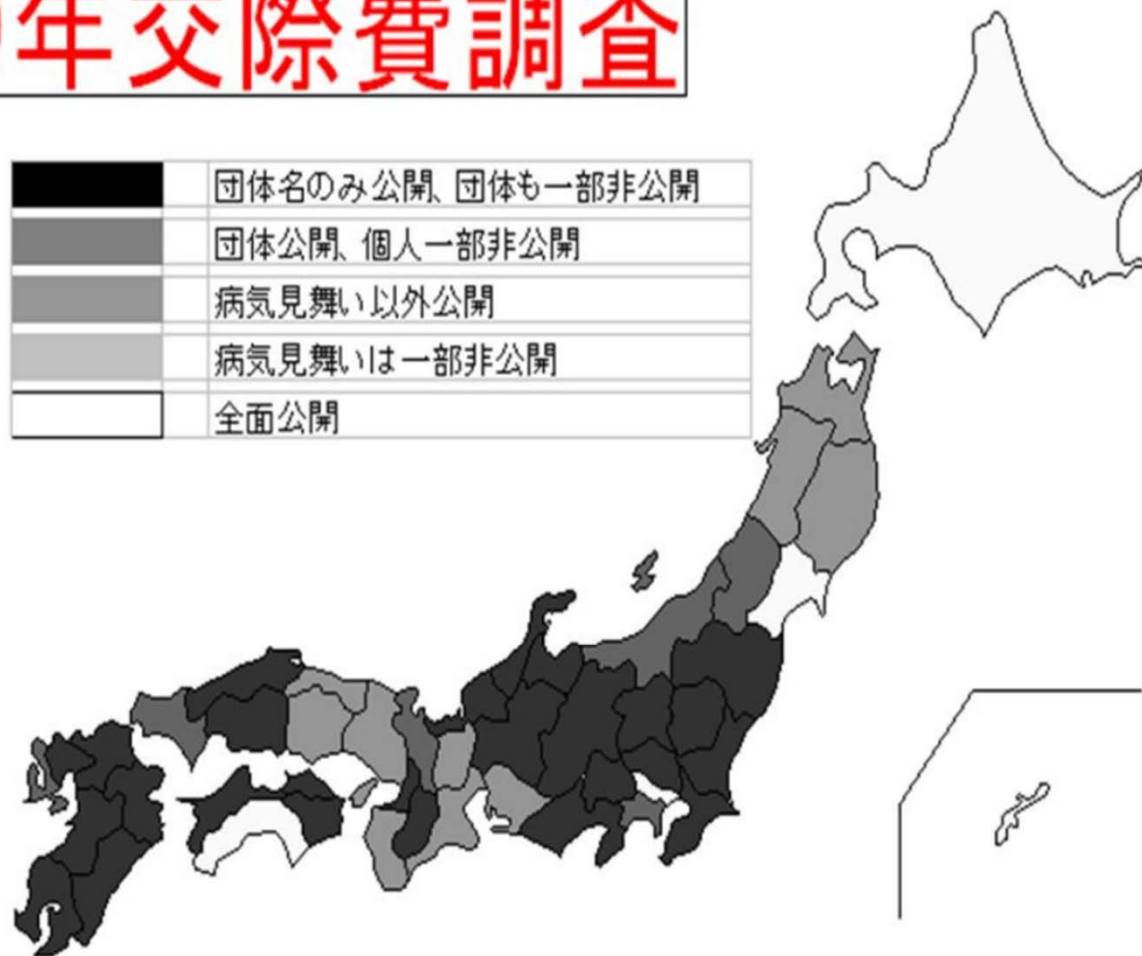 年交際費調査
団体名のみ公開、団体も一部非公開
団体公開、個人一部非公開
病気見舞い以外公開
病気見舞いは一部非公開
全面公開